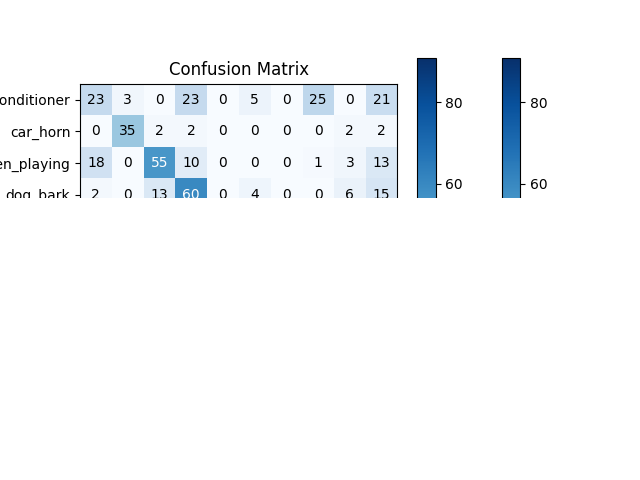 Confusion Matrix
onditioner 23 3 0 23 0 5 0 25 0 21
car_horn 0 35 2 2 0 0 0 0 2 2
en_playing 18 0 55 10 0 0 0 1 3 13
dog_bark 2 0 13 60 0 4 0 0 6 15
80 80
60 60